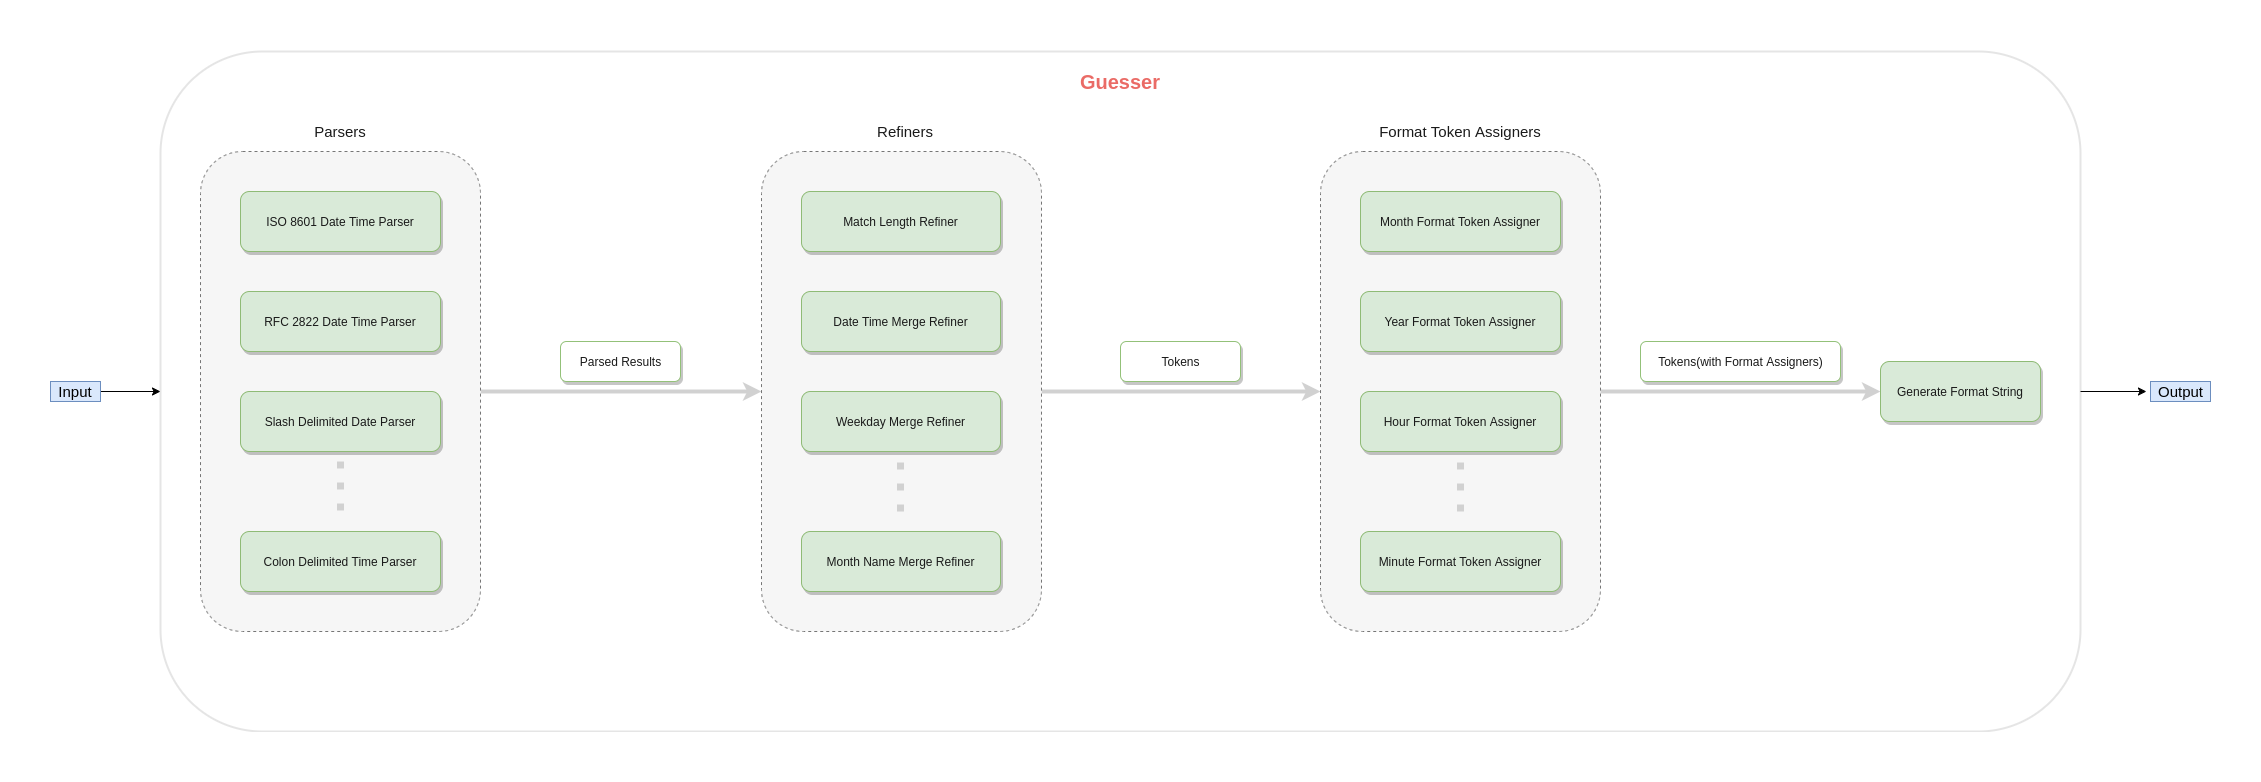 Guesser
Parsers
Refiners
Format Token Assigners
ISO 8601 Date Time Parser
Match Length Refiner
Month Format Token Assigner
RFC 2822 Date Time Parser
Date Time Merge Refiner
Year Format Token Assigner
Parsed Results
Tokens
Tokens(with Format Assigners)
Input
Generate Format String
Output
Slash Delimited Date Parser
Weekday Merge Refiner
Hour Format Token Assigner
Colon Delimited Time Parser
Month Name Merge Refiner
Minute Format Token Assigner